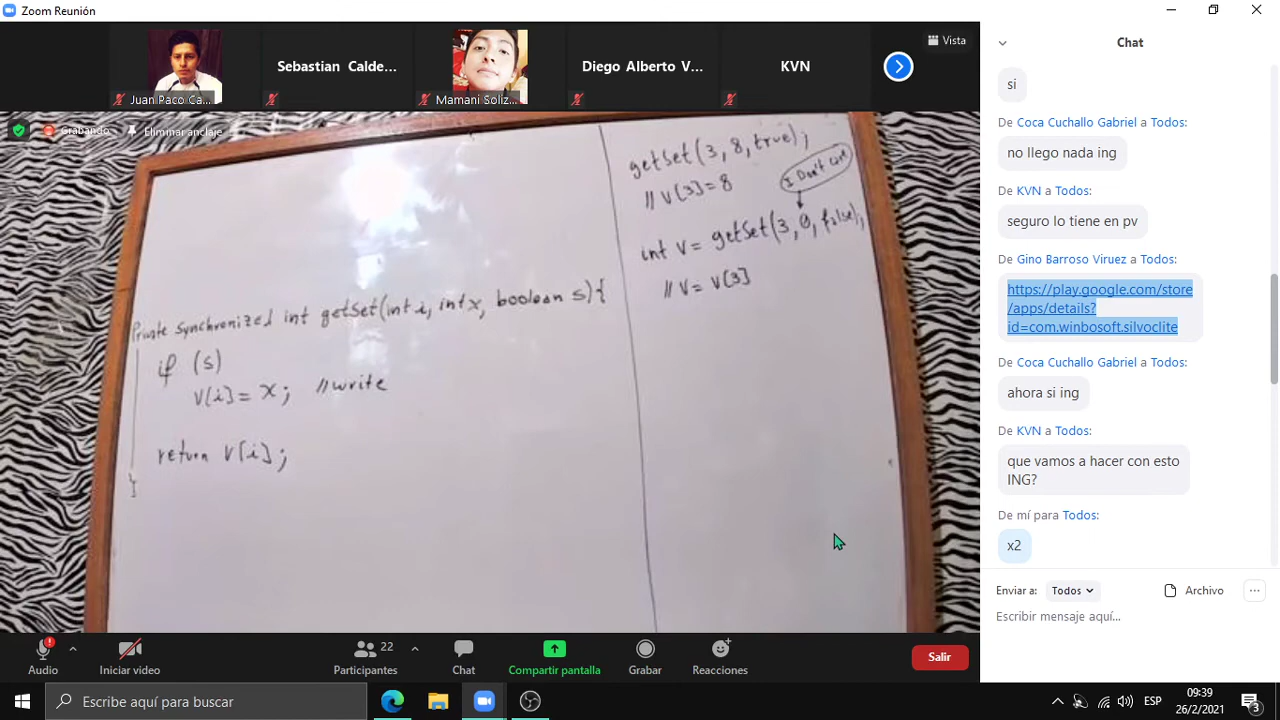 Zoom Reunión
Juan Paco Ca...
Sebastian Calde...
Mamani Soliz...
Diego Alberto V...
KVN
Vista
Grabando
Eliminar anclaje
Private synchronized int getSet(int i, int x, boolean s){
if (s)
V[i] = x; //write
return V[i];
}
getSet(3, 8, true);
// V[3]=8
I Don't care
int v = getSet(3, 0, false);
// V = V[3]
Chat
si
De Coca Cuchallo Gabriel a Todos:
no llego nada ing
De KVN a Todos:
seguro lo tiene en pv
De Gino Barroso Viruez a Todos:
https://play.google.com/store
/apps/details?
id=com.winbosoft.silvoclite
De Coca Cuchallo Gabriel a Todos:
ahora si ing
De KVN a Todos:
que vamos a hacer con esto
ING?
De mí para Todos:
x2
Enviar a: Todos
Archivo
Escribir mensaje aquí...
Audio
Iniciar video
Participantes
22
Chat
Compartir pantalla
Grabar
Reacciones
Salir
Escribe aquí para buscar
ESP
09:39
26/2/2021
3